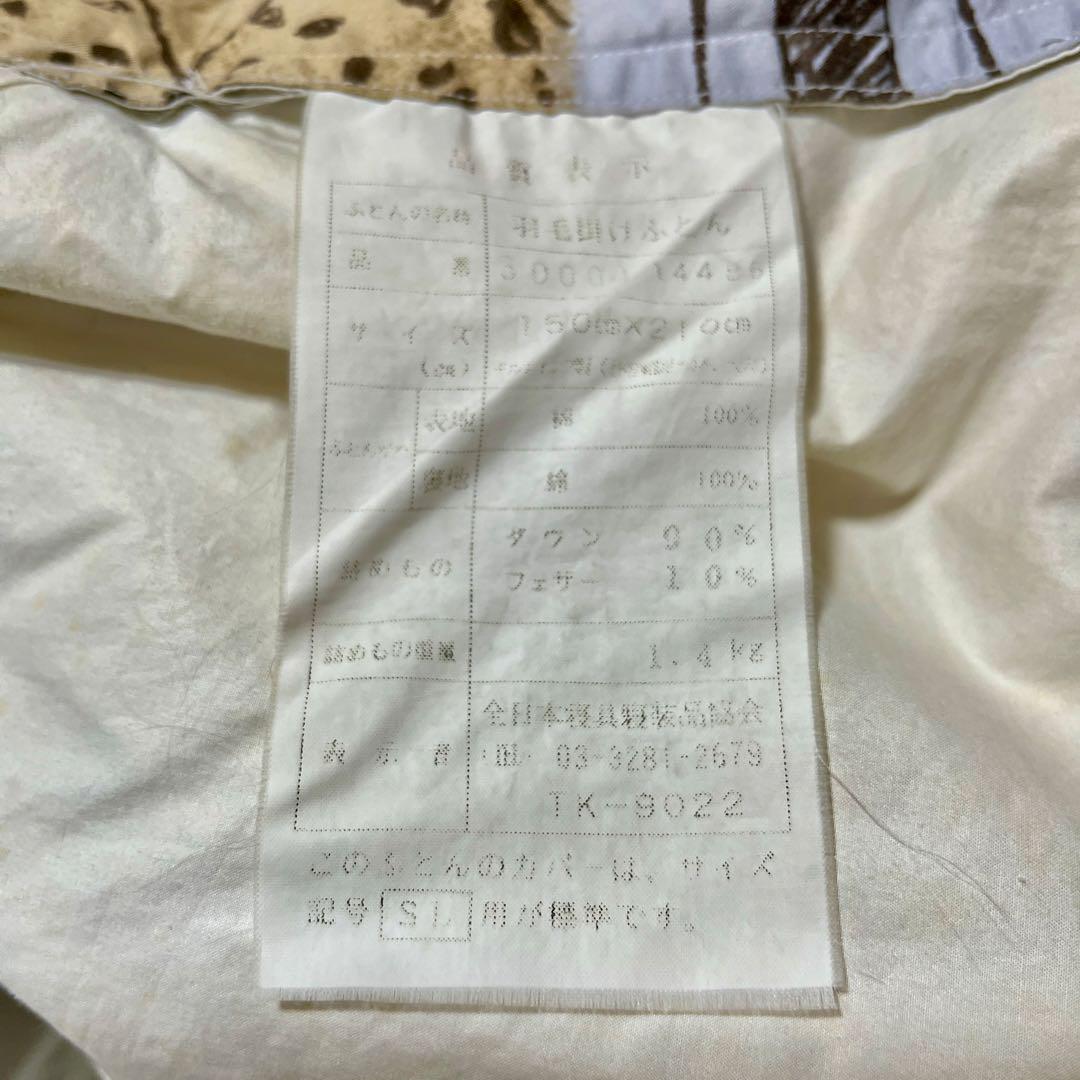 品質表示
ふとんの名称 羽毛掛けふとん
品番
サイズ 150cm×210cm
(cm)
表地 綿 100%
裏地 綿 100%
ダウン 90%
詰めもの フェザー 10%
詰めもの重量 1.4kg
全日本寝具寝装品協会
表示者 03-3281-2679
TK-9022
このふとんのカバーは、サイズ
記号 SL 用が標準です。